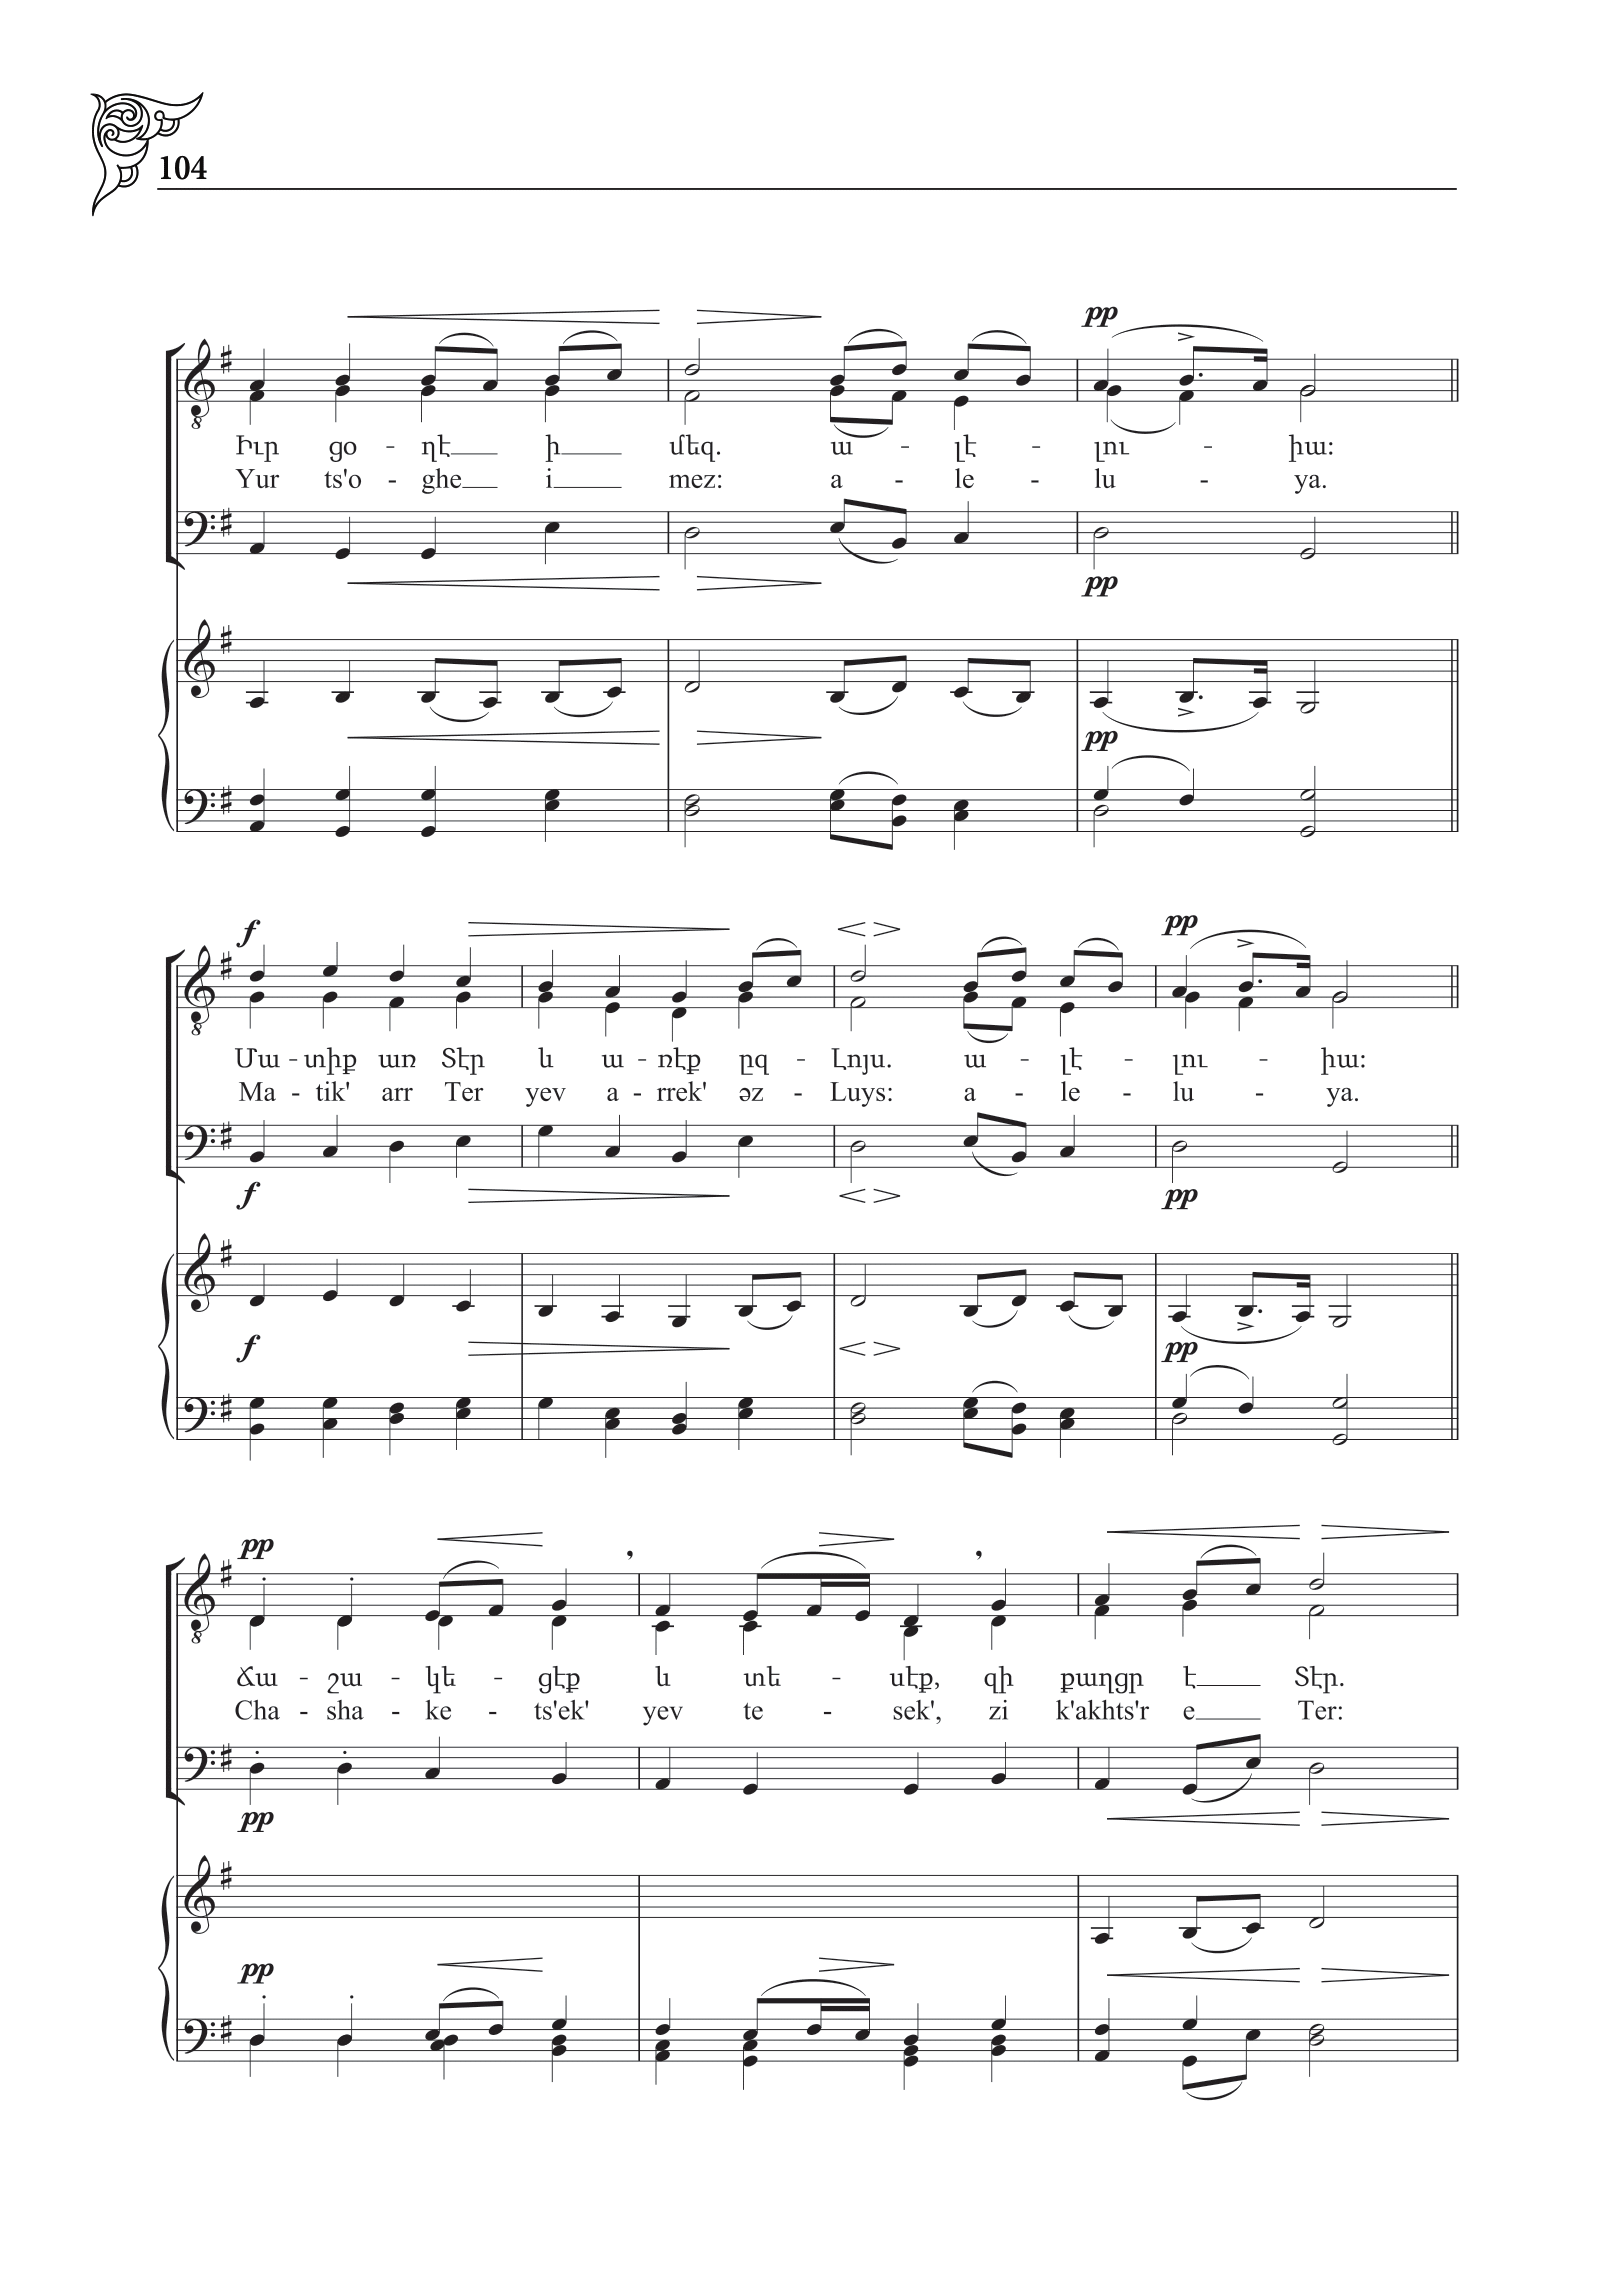 104
pp
Իւր ցօ - ղէ ի մեզ. ա - լէ - լու - իա:
Yur ts'o - ghe i mez: a - le - lu - ya.
pp
pp
f pp
Մա - տիք առ Տէր և ա - ռէք ըզ - Լոյս. ա - լէ - լու - իա:
Ma - tik' arr Ter yev a - rrek' əz - Luys: a - le - lu - ya.
f pp
f pp
pp
Ճա - շա - կե - ցէք և տե - սէք, զի քաղցր է Տէր.
Cha - sha - ke - ts'ek' yev te - sek', zi k'akhts'r e Ter:
pp
pp